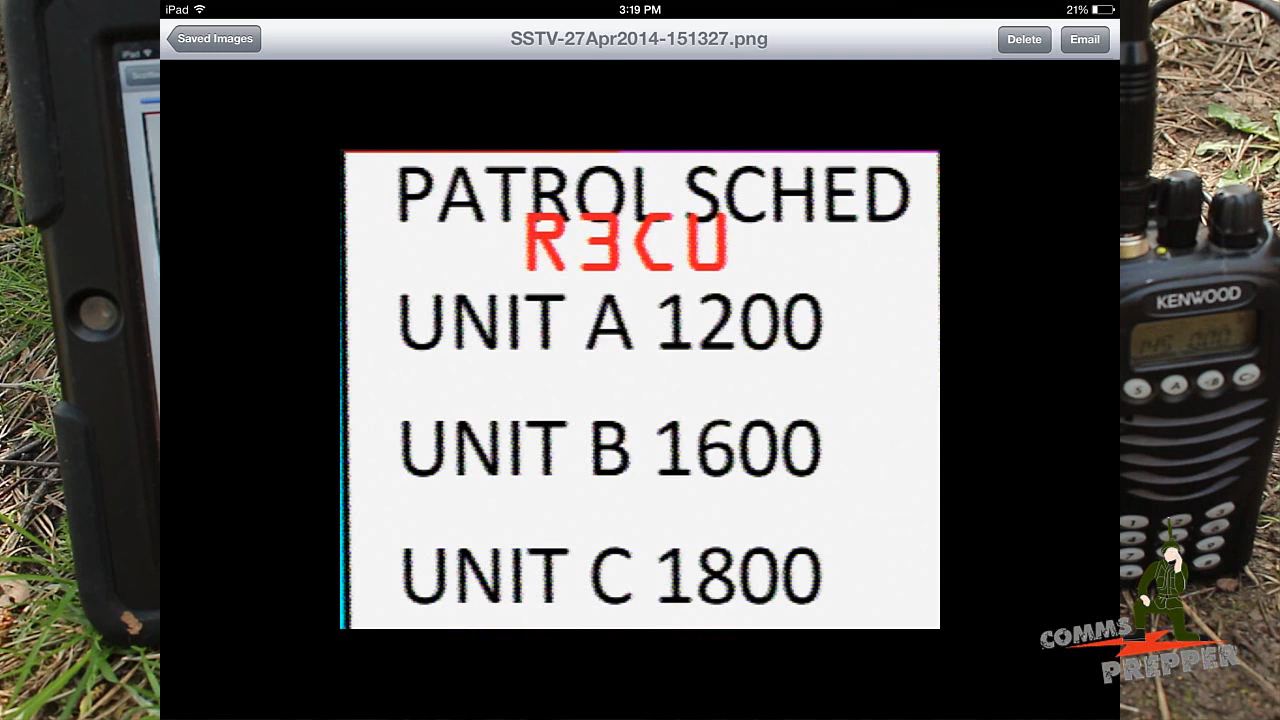 iPad 3:19 PM 21%
Saved Images SSTV-27Apr2014-151327.png Delete Email
PATROL SCHED
R3CU
UNIT A 1200
UNIT B 1600
UNIT C 1800
KENWOOD
COMMS
PREPPER